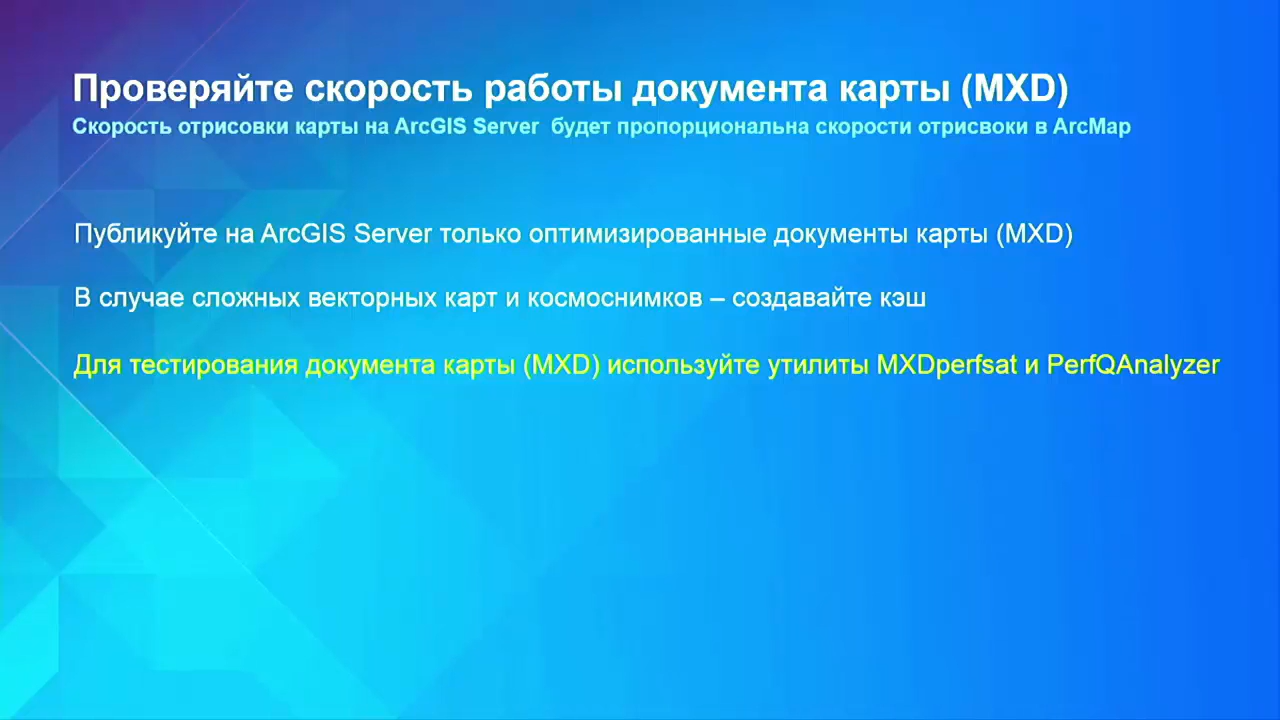 Проверяйте скорость работы документа карты (MXD)
Скорость отрисовки карты на ArcGIS Server будет пропорциональна скорости отрисвоки в ArcMap
Публикуйте на ArcGIS Server только оптимизированные документы карты (MXD)
В случае сложных векторных карт и космоснимков – создавайте кэш
Для тестирования документа карты (MXD) используйте утилиты MXDperfsat и PerfQAnalyzer